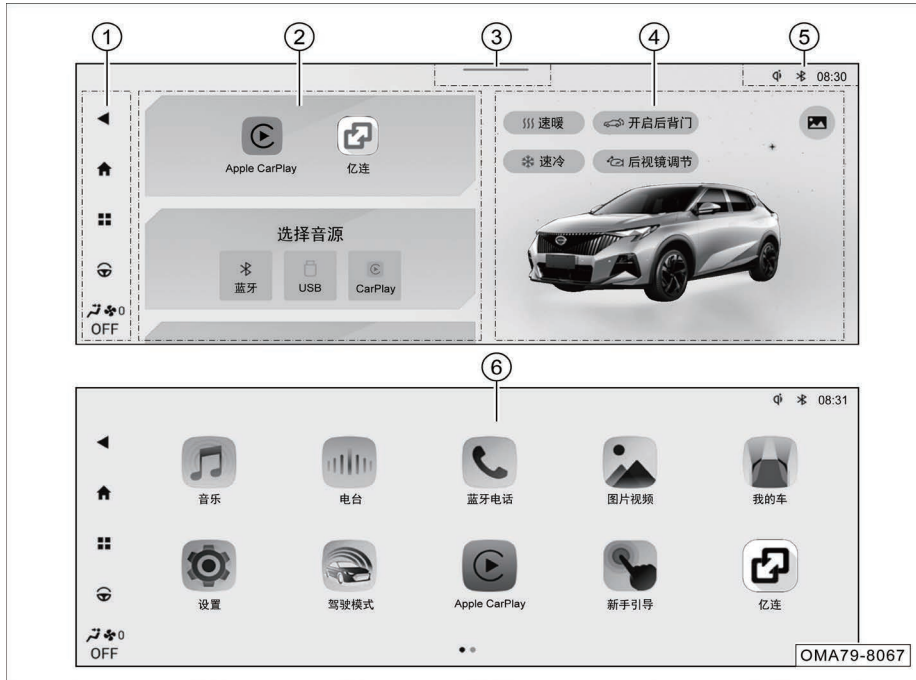 ① ② ③ ④ ⑤
08:30
速暖 开启后背门
速冷 后视镜调节
Apple CarPlay 亿连
选择音源
蓝牙 USB CarPlay
0
OFF
⑥
08:31
音乐 电台 蓝牙电话 图片视频 我的车
设置 驾驶模式 Apple CarPlay 新手引导 亿连
0
OFF
OMA79-8067